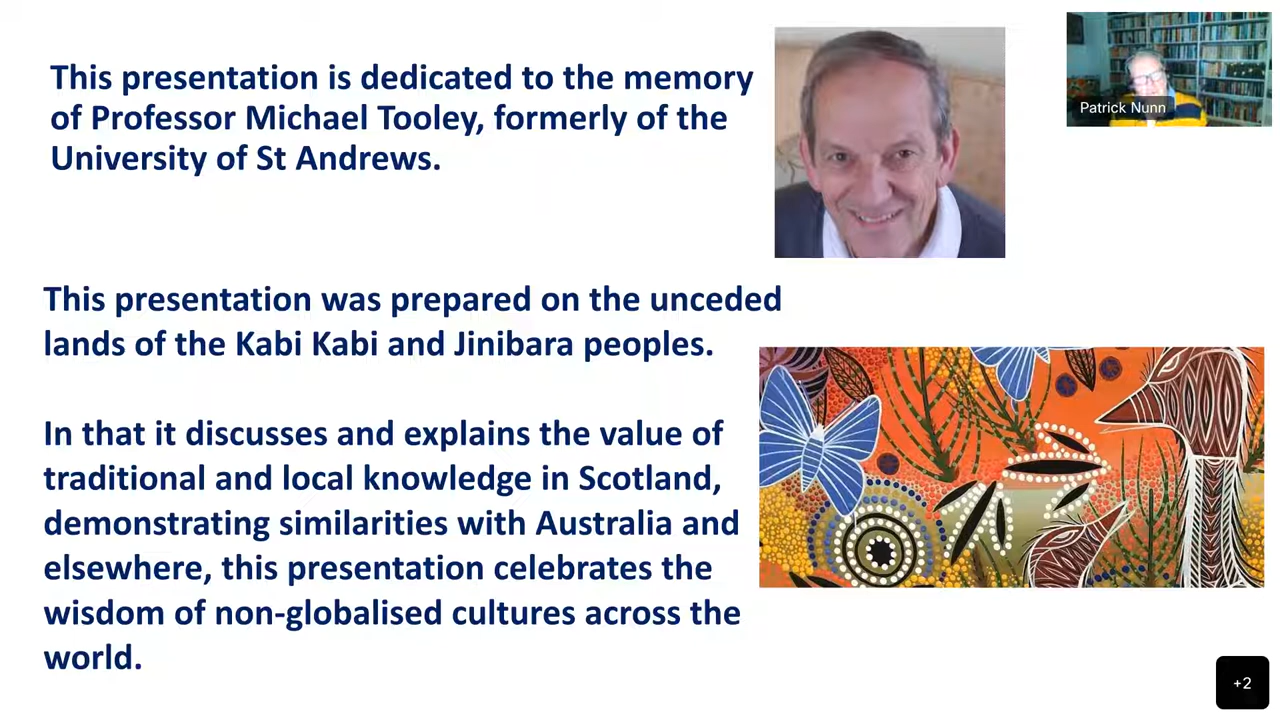 This presentation is dedicated to the memory
of Professor Michael Tooley, formerly of the
University of St Andrews.
Patrick Nunn
This presentation was prepared on the unceded
lands of the Kabi Kabi and Jinibara peoples.
In that it discusses and explains the value of
traditional and local knowledge in Scotland,
demonstrating similarities with Australia and
elsewhere, this presentation celebrates the
wisdom of non-globalised cultures across the
world.
+2